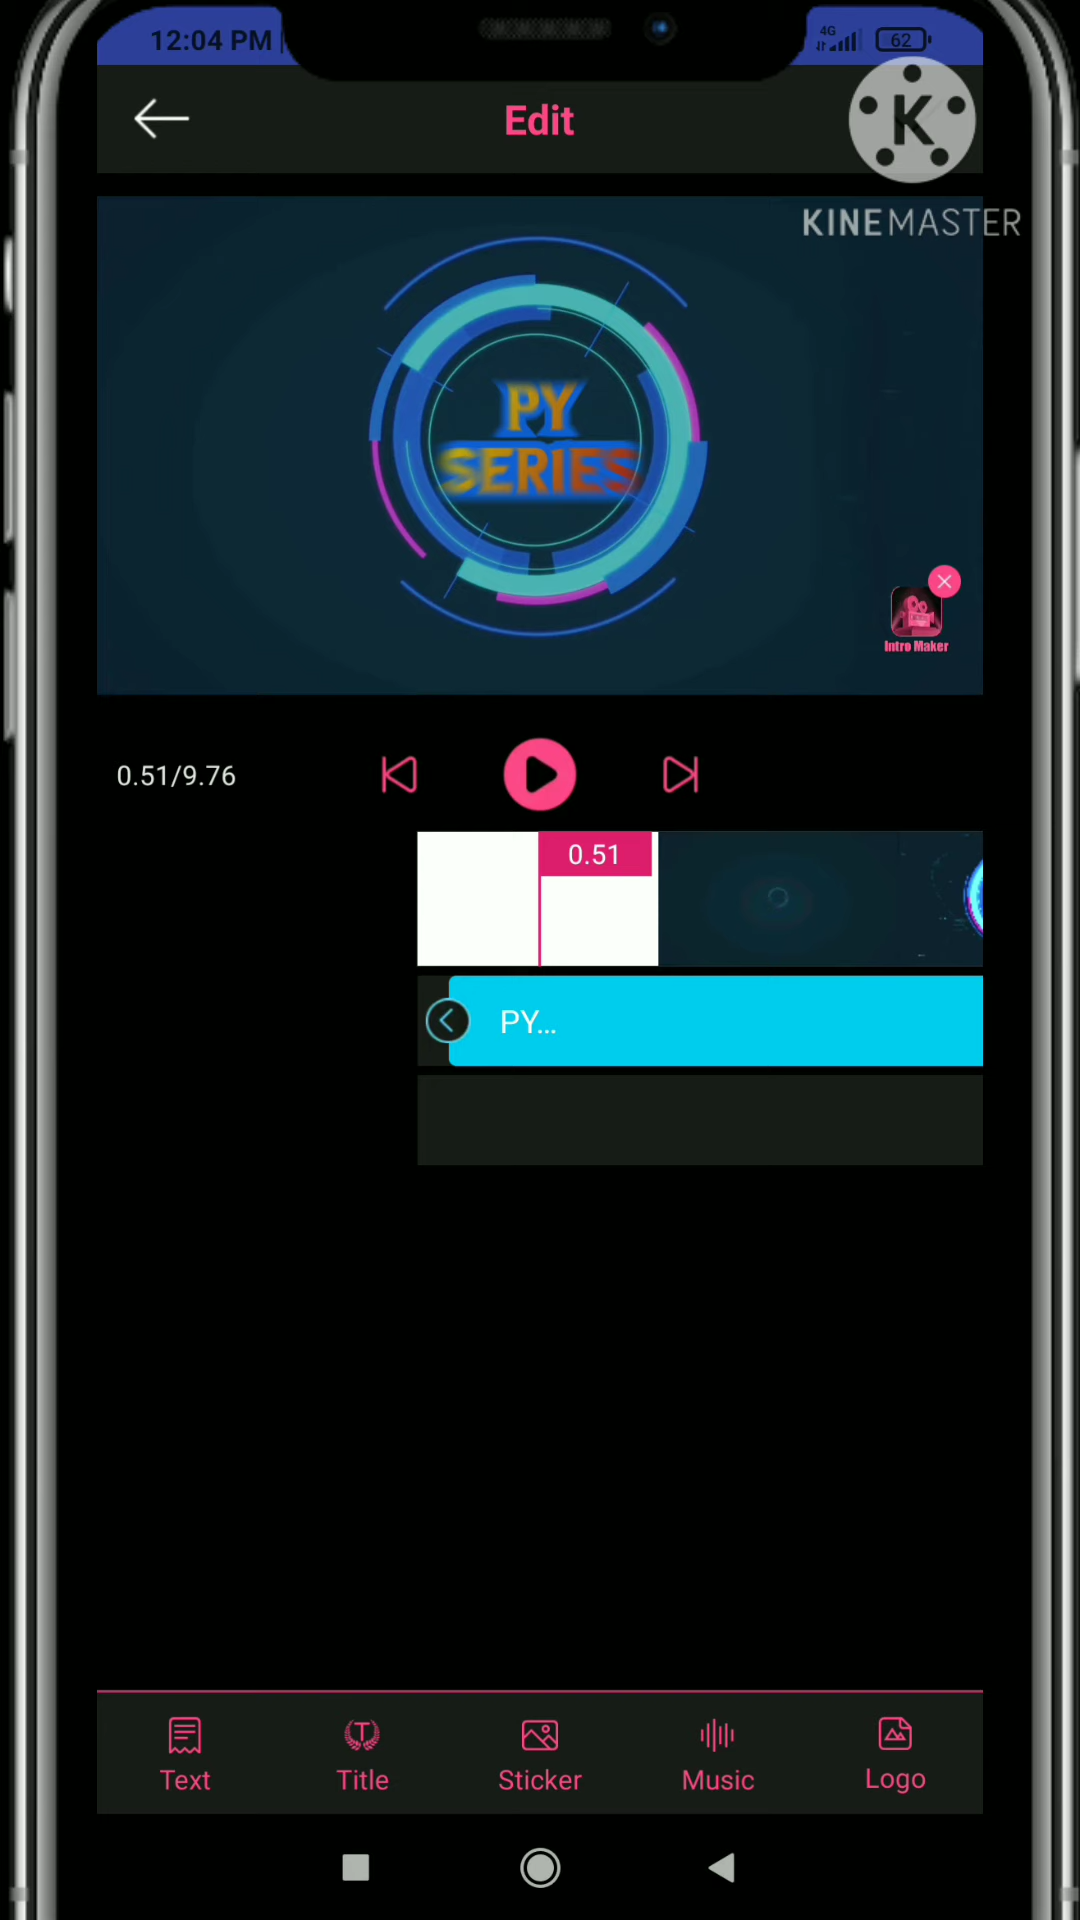 12:04 PM
4G
62
Edit
K
KINEMASTER
PY
SERIES
Intro Maker
0.51/9.76
0.51
PY...
Text
Title
Sticker
Music
Logo